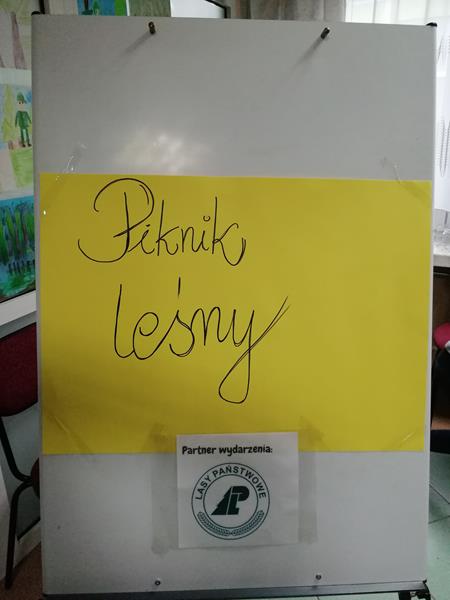 Piknik
leśny
Partner wydarzenia:
LASY PAŃSTWOWE